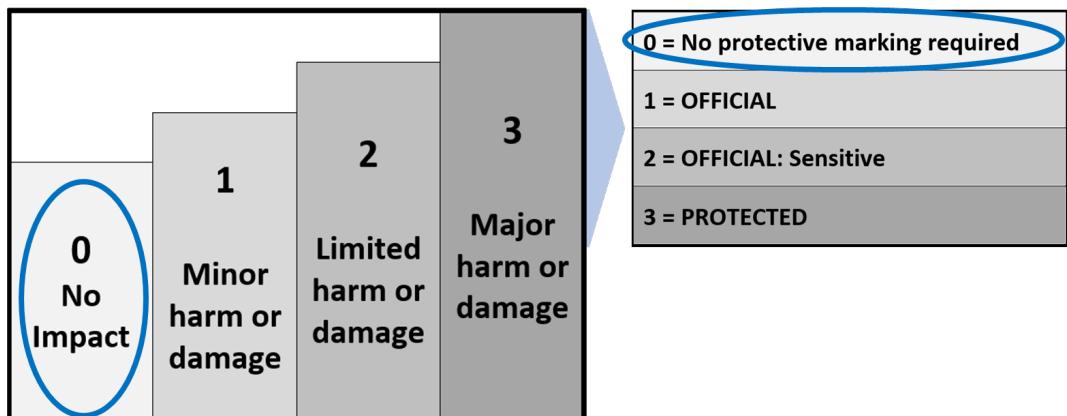 0
No
Impact
1
Minor
harm or
damage
2
Limited
harm or
damage
3
Major
harm or
damage
0 = No protective marking required
1 = OFFICIAL
2 = OFFICIAL: Sensitive
3 = PROTECTED